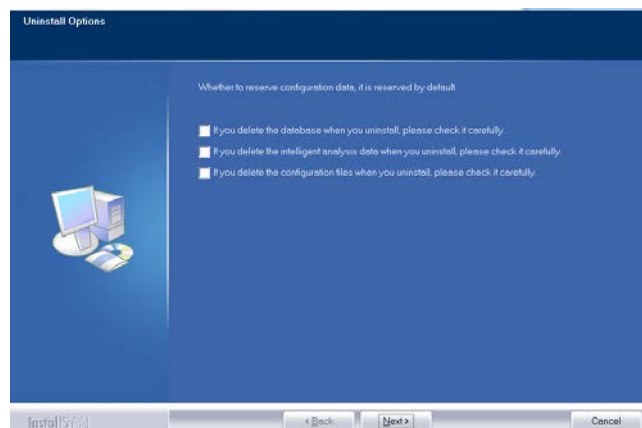 Uninstall Options
Whether to reserve configuration data, it is reserved by default.
If you delete the database when you uninstall, please check it carefully.
If you delete the intelligent analysis data when you uninstall, please check it carefully.
If you delete the configuration files when you uninstall, please check it carefully.
InstallShield
< Back Next > Cancel